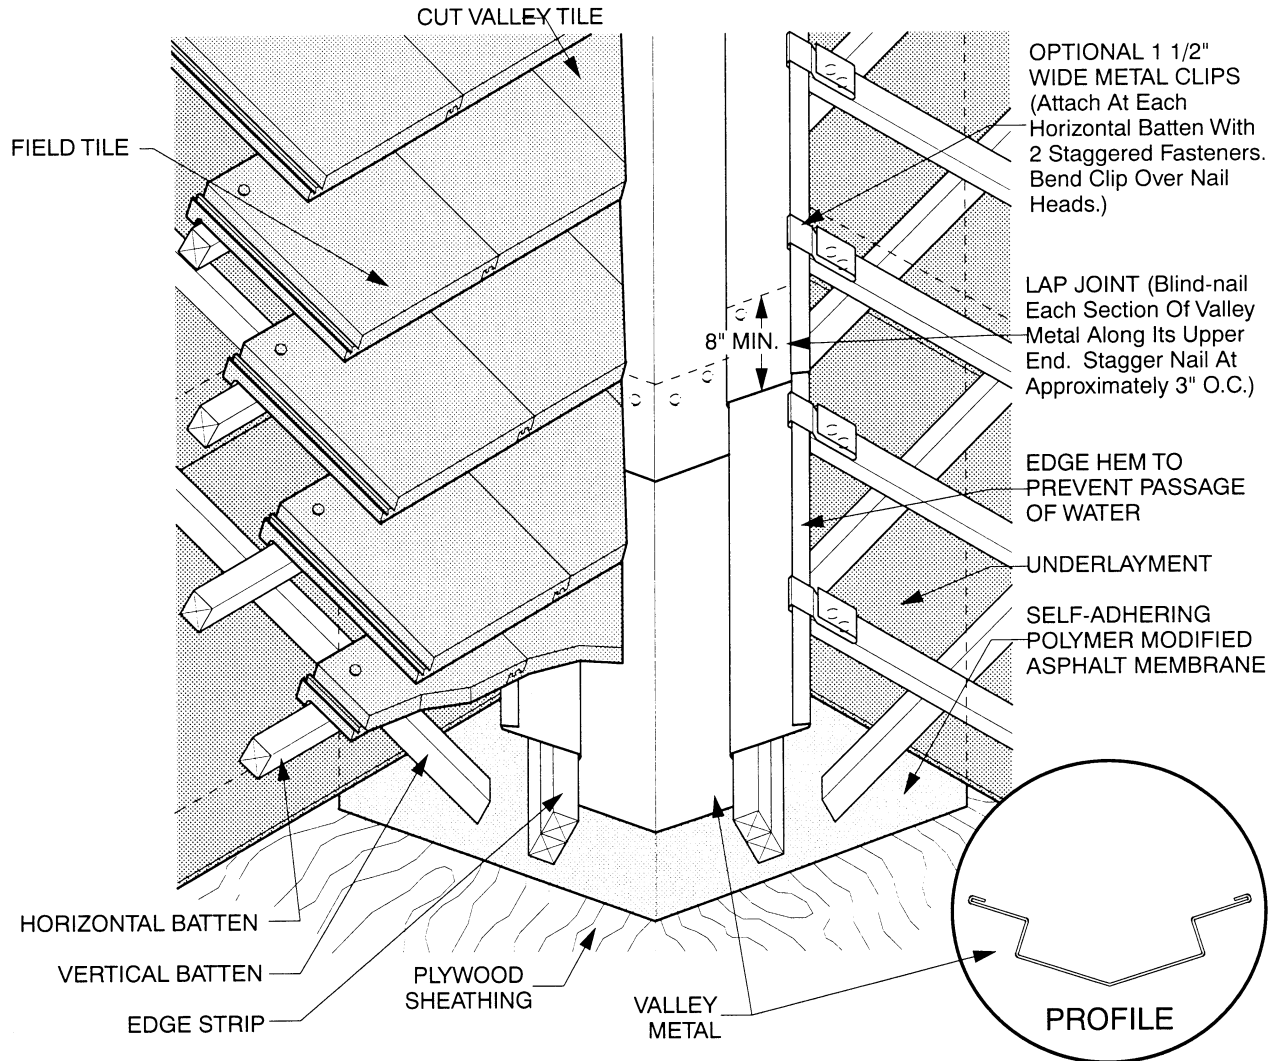 CUT VALLEY TILE
FIELD TILE
OPTIONAL 1 1/2"
WIDE METAL CLIPS
(Attach At Each
Horizontal Batten With
2 Staggered Fasteners.
Bend Clip Over Nail
Heads.)
LAP JOINT (Blind-nail
Each Section Of Valley
Metal Along Its Upper
End. Stagger Nail At
Approximately 3" O.C.)
8" MIN.
EDGE HEM TO
PREVENT PASSAGE
OF WATER
UNDERLAYMENT
SELF-ADHERING
POLYMER MODIFIED
ASPHALT MEMBRANE
HORIZONTAL BATTEN
VERTICAL BATTEN
EDGE STRIP
PLYWOOD
SHEATHING
VALLEY
METAL
PROFILE